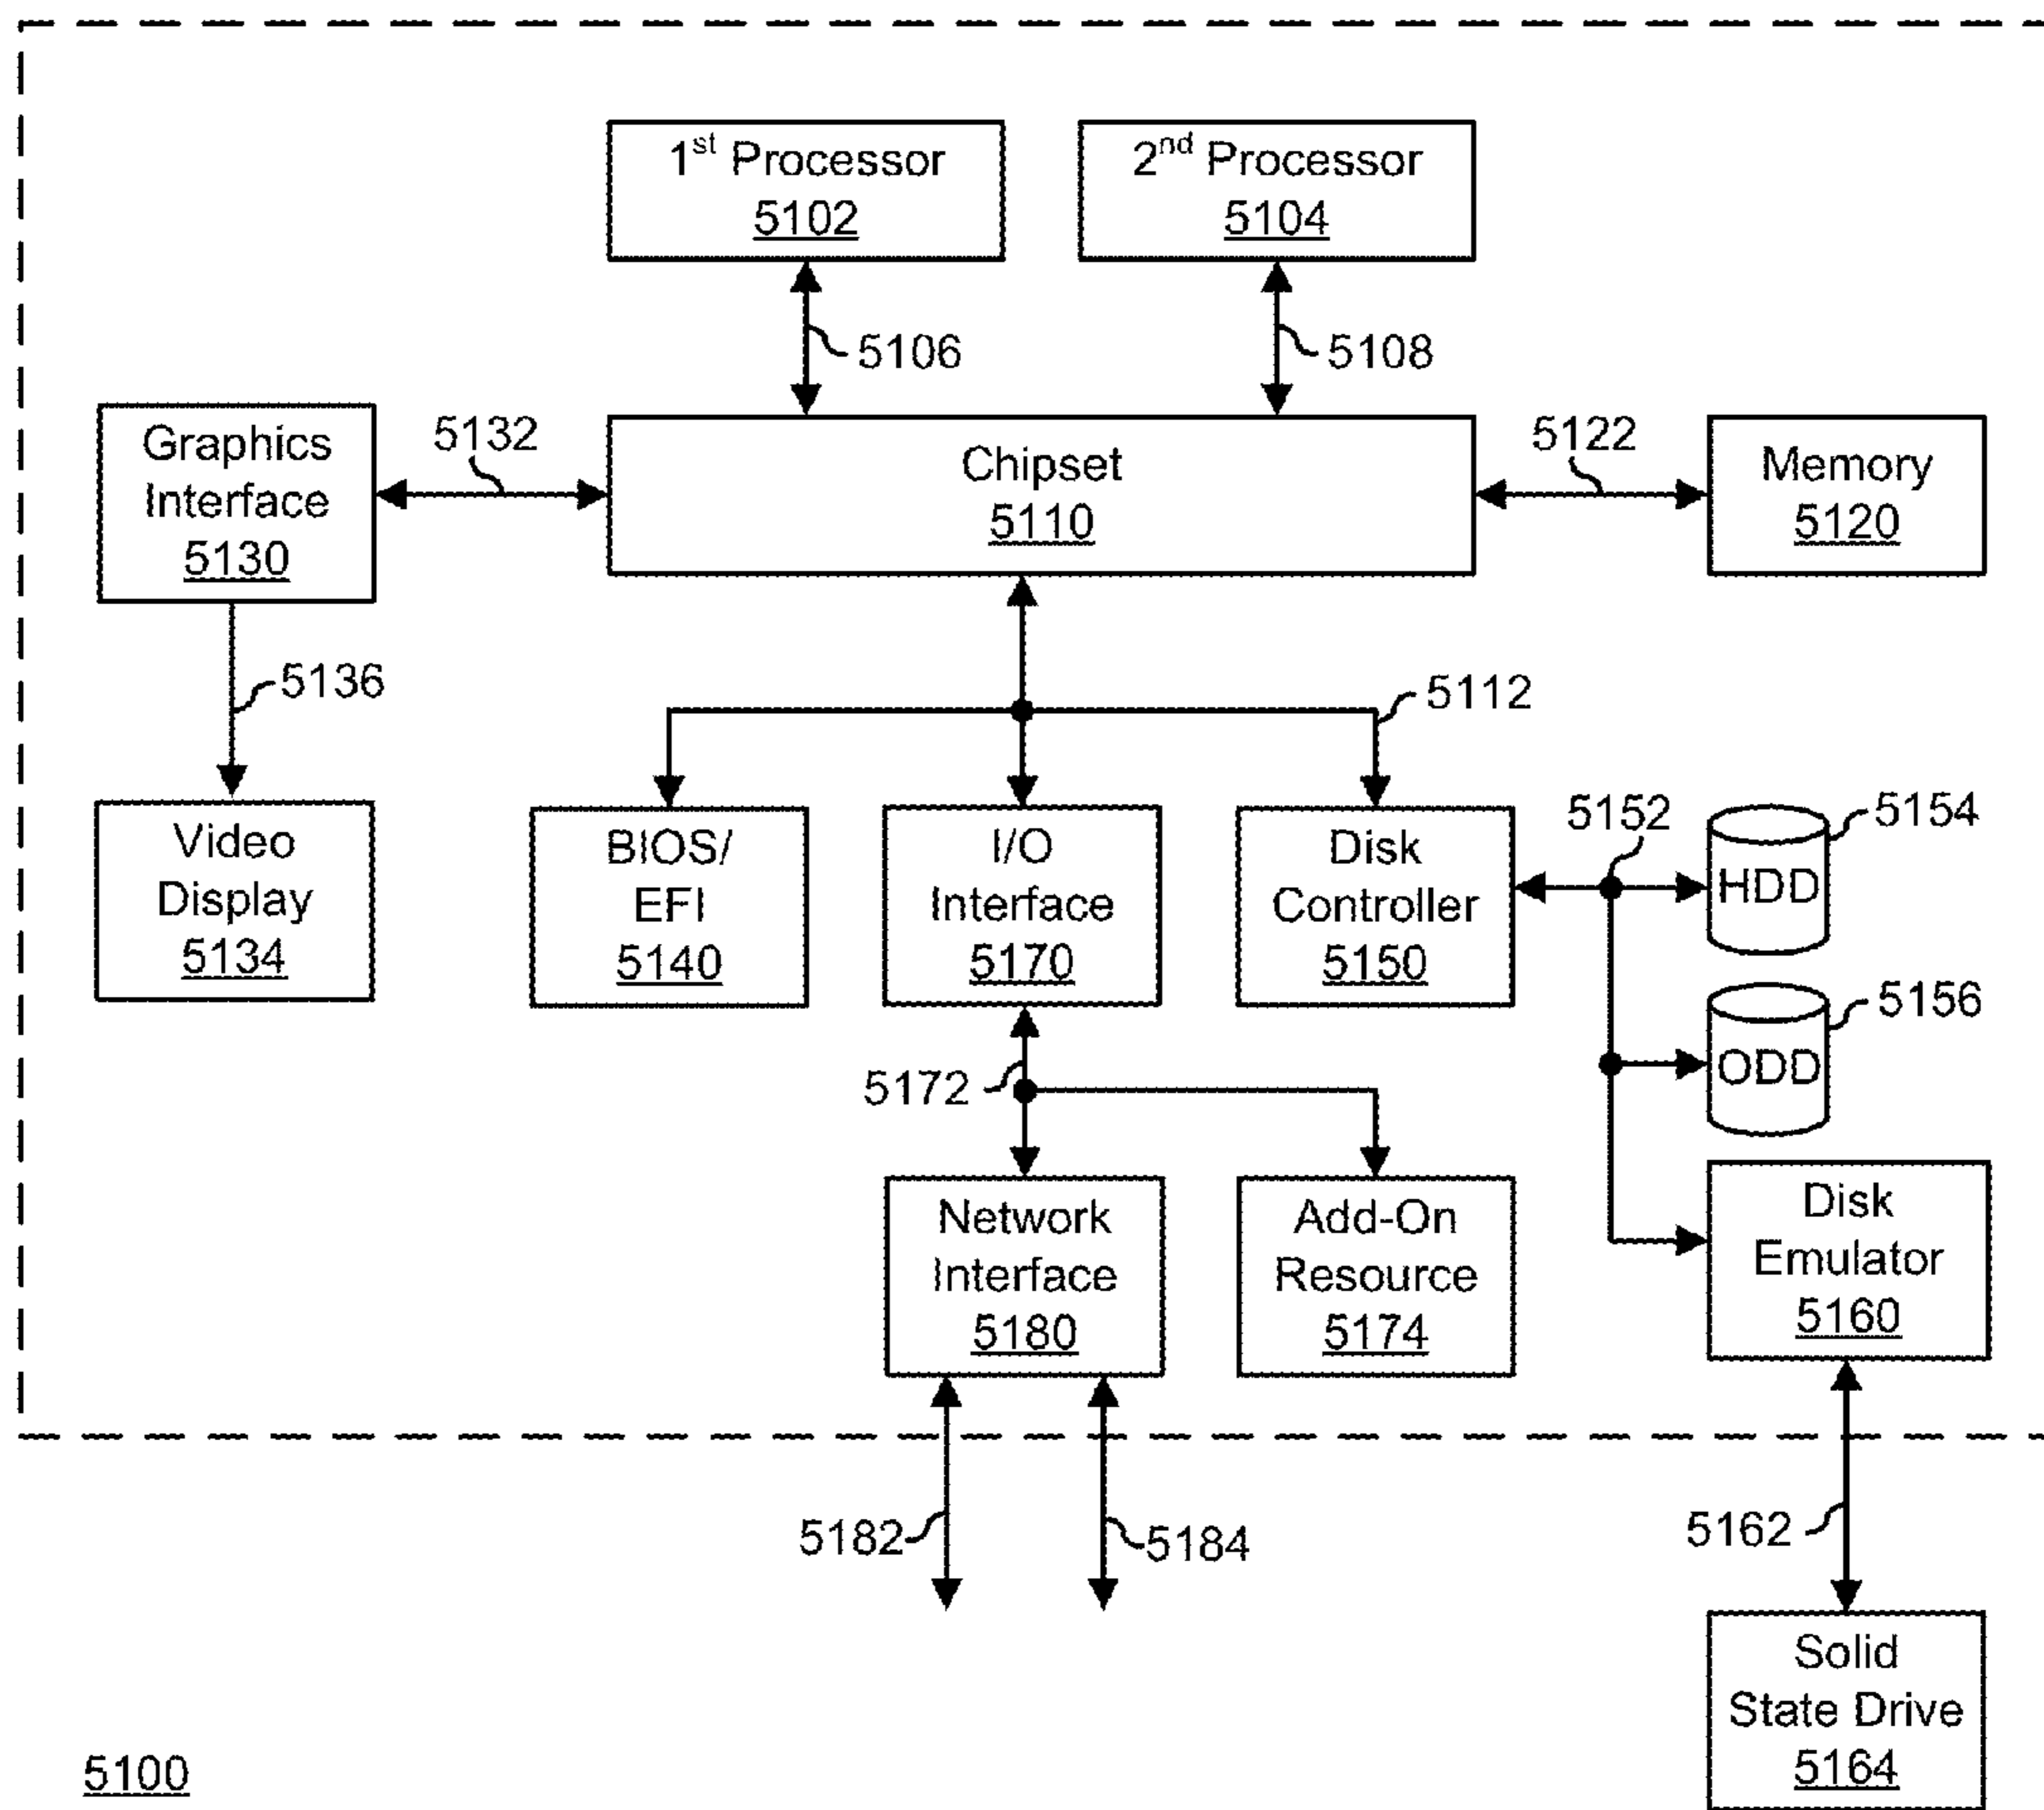 1st Processor
5102
2nd Processor
5104
5106
5108
Graphics
Interface
5130
5132
Chipset
5110
5122
Memory
5120
5136
5112
Video
Display
5134
BIOS/
EFI
5140
I/O
Interface
5170
Disk
Controller
5150
5152
5154
HDD
5156
ODD
5172
Network
Interface
5180
Add-On
Resource
5174
Disk
Emulator
5160
5182
5184
5162
Solid
State Drive
5164
5100